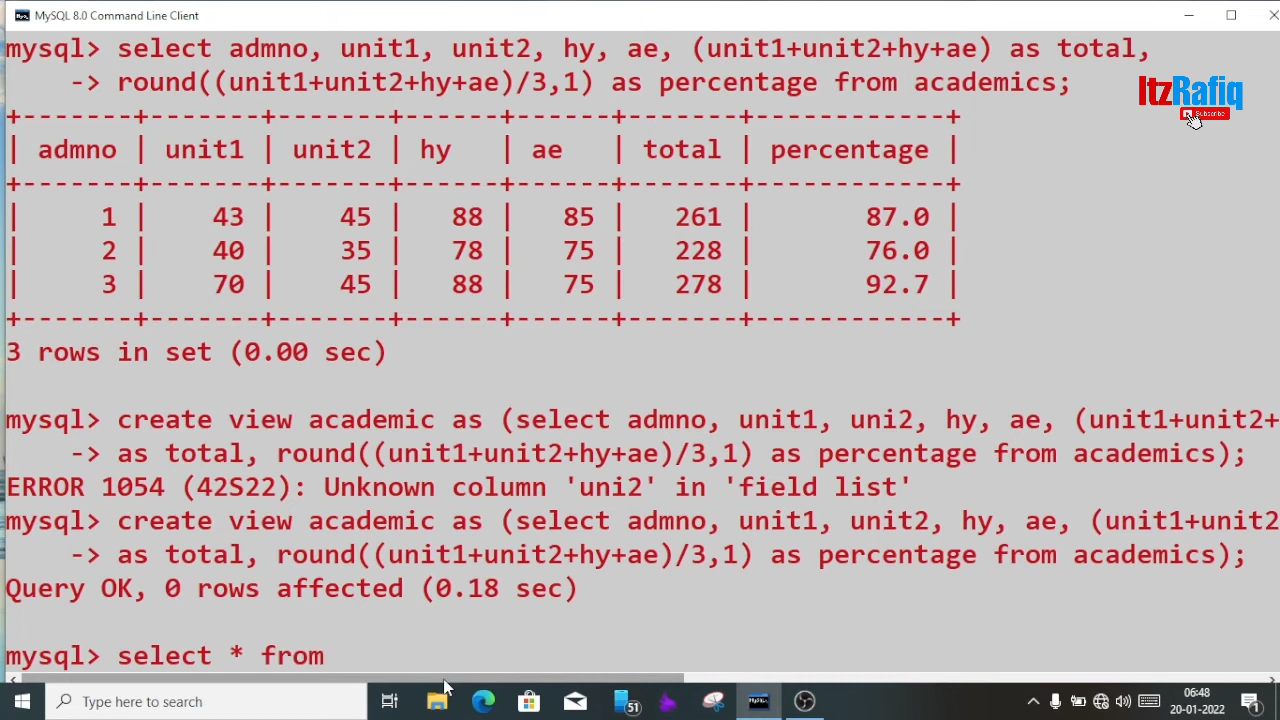 MySQL 8.0 Command Line Client
mysql> select admno, unit1, unit2, hy, ae, (unit1+unit2+hy+ae) as total,
-> round((unit1+unit2+hy+ae)/3,1) as percentage from academics;
+-------+-------+-------+------+------+-------+------------+
| admno | unit1 | unit2 | hy | ae | total | percentage |
+-------+-------+-------+------+------+-------+------------+
| 1 | 43 | 45 | 88 | 85 | 261 | 87.0 |
| 2 | 40 | 35 | 78 | 75 | 228 | 76.0 |
| 3 | 70 | 45 | 88 | 75 | 278 | 92.7 |
+-------+-------+-------+------+------+-------+------------+
3 rows in set (0.00 sec)
mysql> create view academic as (select admno, unit1, uni2, hy, ae, (unit1+unit2+
-> as total, round((unit1+unit2+hy+ae)/3,1) as percentage from academics);
ERROR 1054 (42S22): Unknown column 'uni2' in 'field list'
mysql> create view academic as (select admno, unit1, unit2, hy, ae, (unit1+unit2
-> as total, round((unit1+unit2+hy+ae)/3,1) as percentage from academics);
Query OK, 0 rows affected (0.18 sec)
mysql> select * from
ItzRafiq
Subscribe
Type here to search
51
06:48
20-01-2022
1